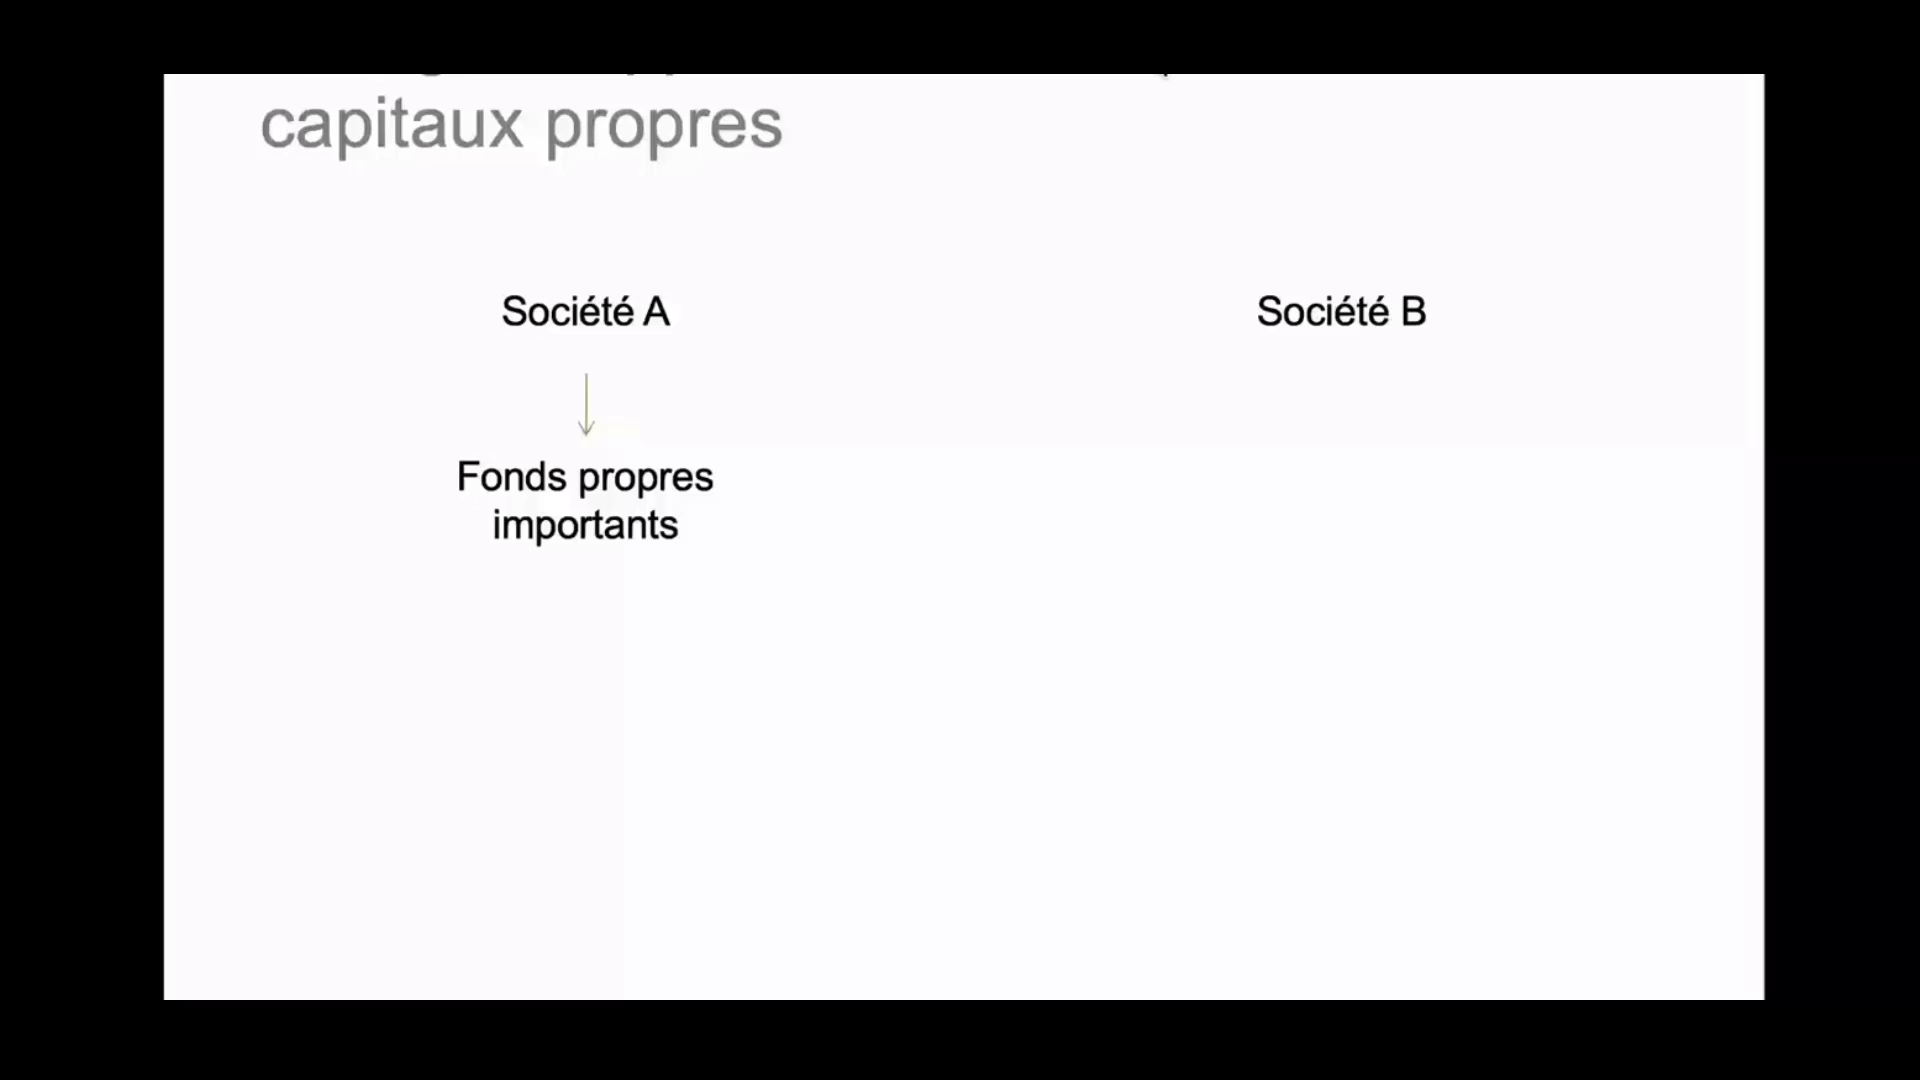 capitaux propres
Société A
Société B
Fonds propres
importants